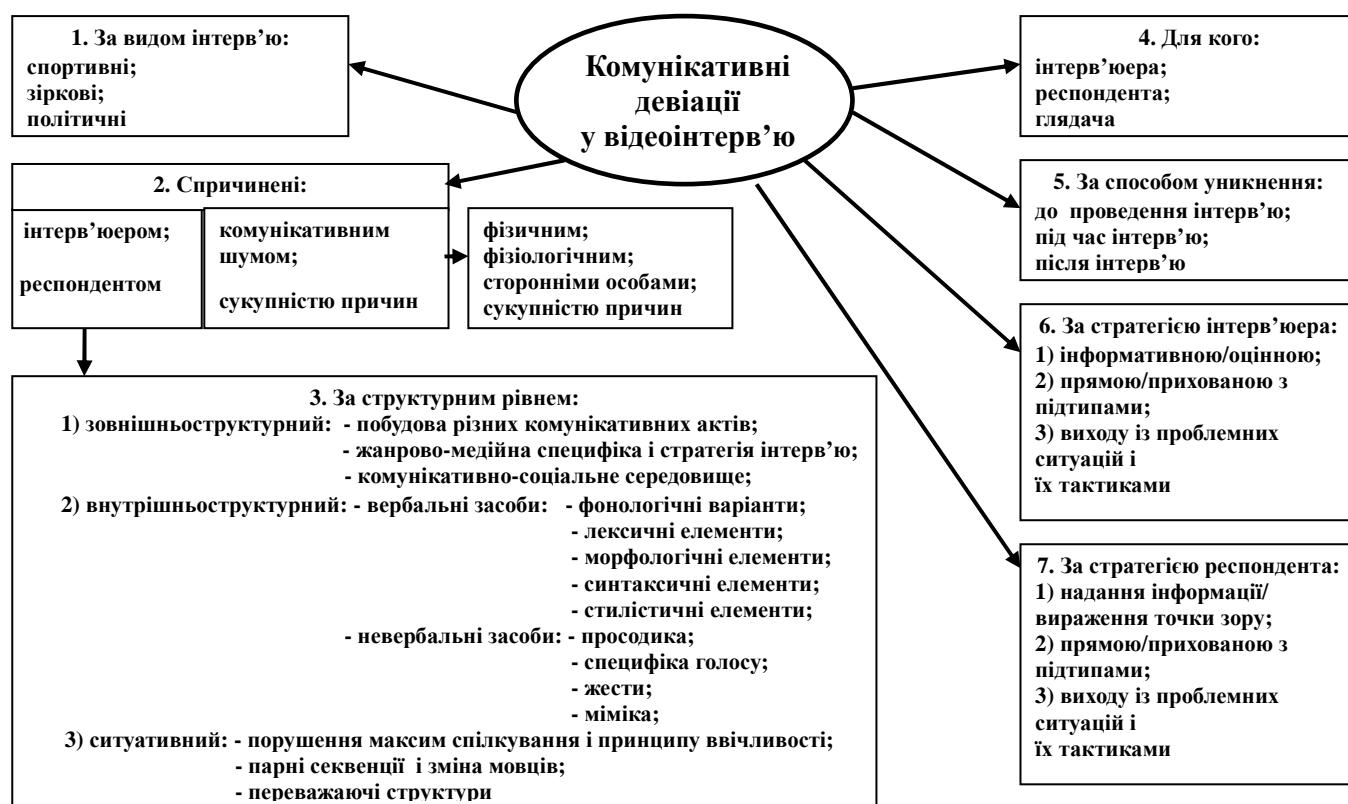 Комунікативні
девіації
у відеоінтерв’ю
1. За видом інтерв’ю:
спортивні;
зіркові;
політичні
2. Спричинені:
інтерв’юером;
респондентом
комунікативним
шумом;
сукупністю причин
фізичним;
фізіологічним;
сторонніми особами;
сукупністю причин
3. За структурним рівнем:
1) зовнішньоструктурний: - побудова різних комунікативних актів;
- жанрово-медійна специфіка і стратегія інтерв’ю;
- комунікативно-соціальне середовище;
2) внутрішньоструктурний: - вербальні засоби: - фонологічні варіанти;
- лексичні елементи;
- морфологічні елементи;
- синтаксичні елементи;
- стилістичні елементи;
- невербальні засоби: - просодика;
- специфіка голосу;
- жести;
- міміка;
3) ситуативний: - порушення максим спілкування і принципу ввічливості;
- парні секвенції і зміна мовців;
- переважаючі структури
4. Для кого:
інтерв’юера;
респондента;
глядача
5. За способом уникнення:
до проведення інтерв’ю;
під час інтерв’ю;
після інтерв’ю
6. За стратегією інтерв’юера:
1) інформативною/оцінною;
2) прямою/прихованою з
підтипами;
3) виходу із проблемних
ситуацій і
їх тактиками
7. За стратегією респондента:
1) надання інформації/
вираження точки зору;
2) прямою/прихованою з
підтипами;
3) виходу із проблемних
ситуацій і
їх тактиками